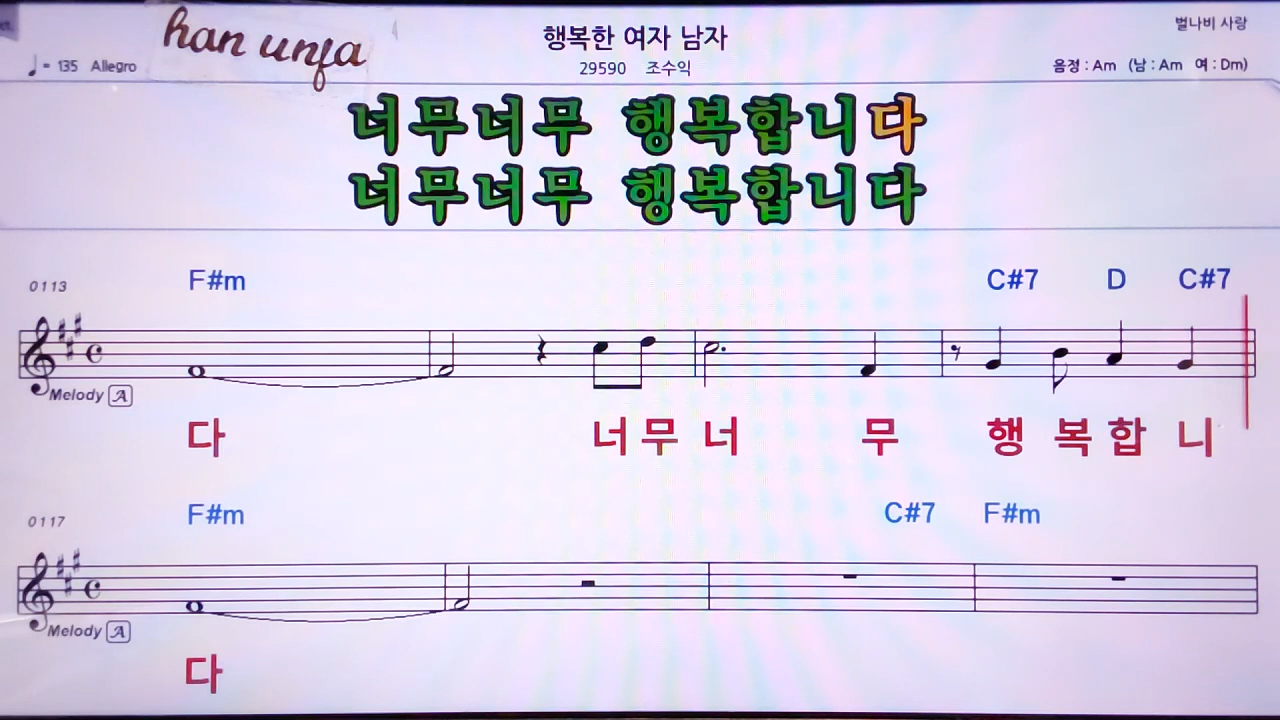 han unfa
행복한 여자 남자
벌나비 사랑
♩= 135 Allegro
29590 조수익
음정 : Am (남 : Am 여 : Dm)
너무너무 행복합니다
너무너무 행복합니다
0113 F#m C#7 D C#7
Melody A
다 너무 너 무 행 복 합 니
0117 F#m C#7 F#m
Melody A
다